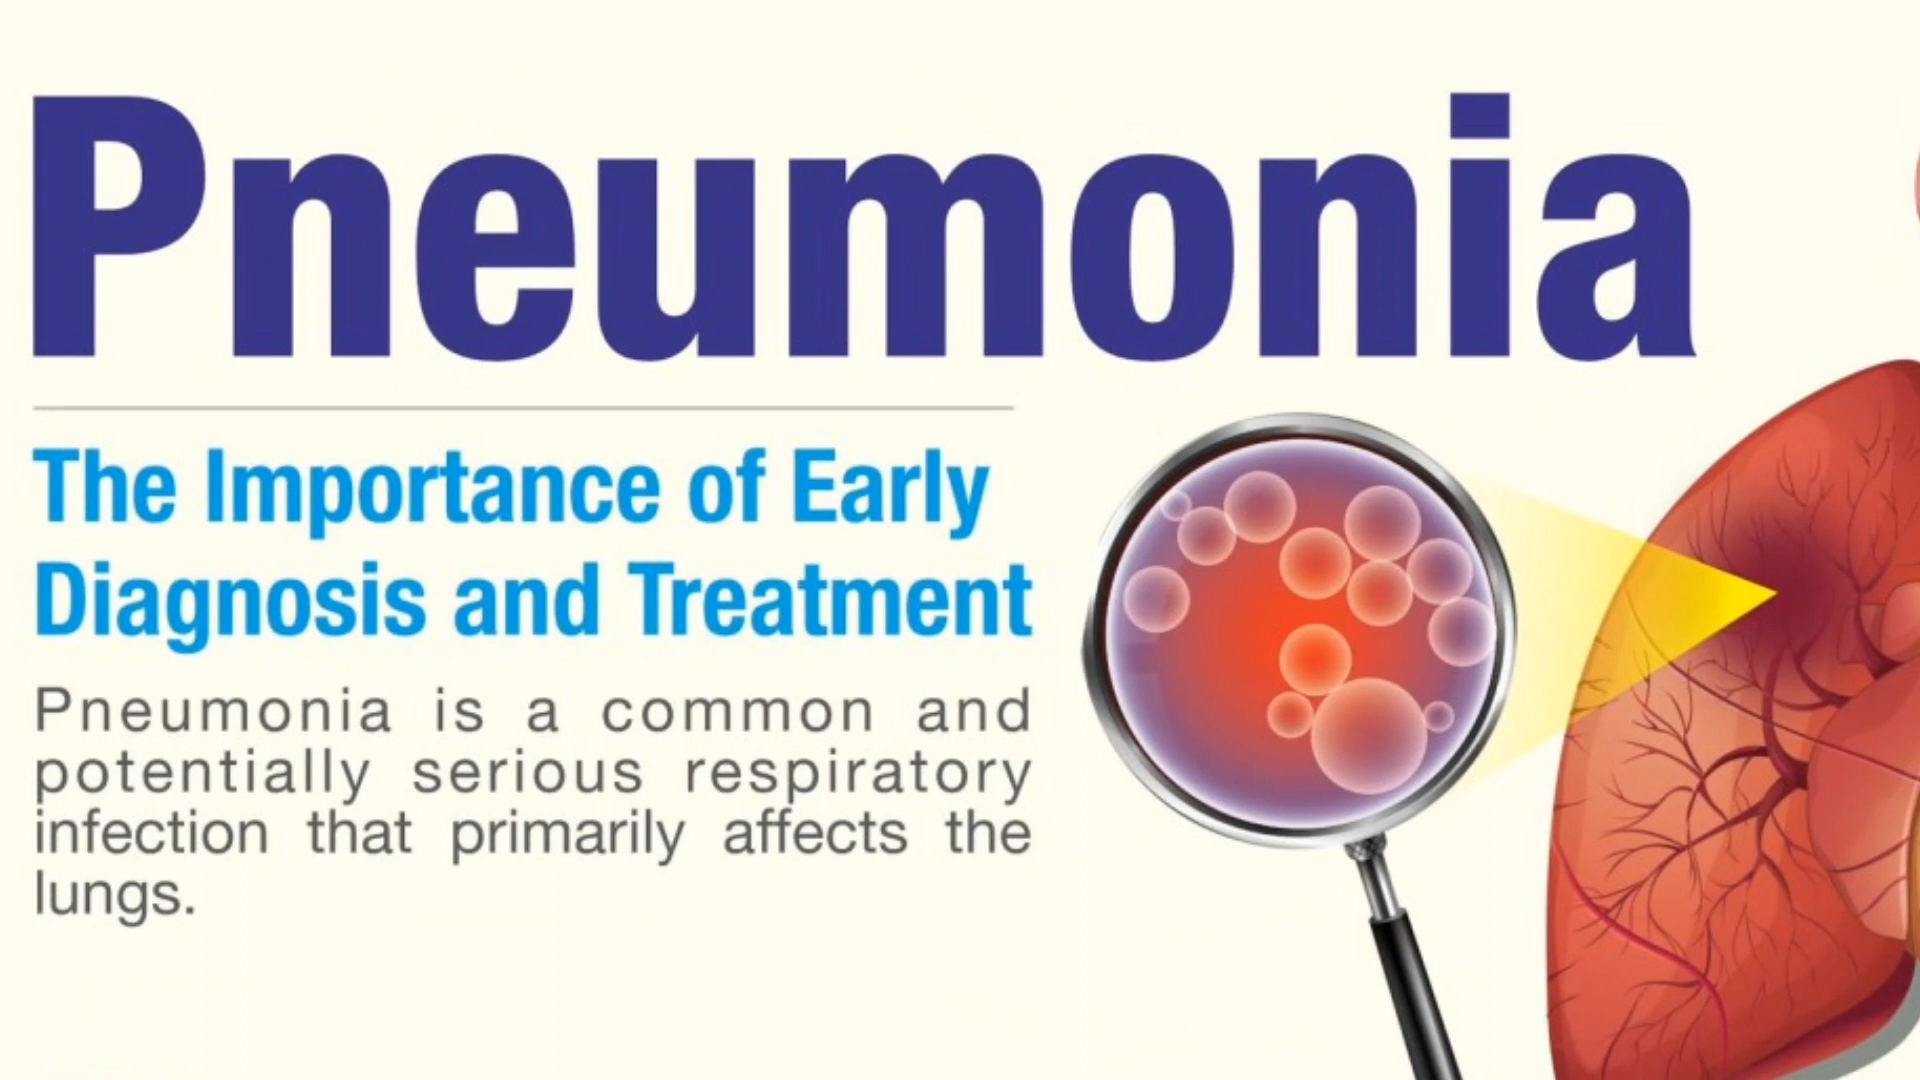 Pneumonia
The Importance of Early
Diagnosis and Treatment
Pneumonia is a common and
potentially serious respiratory
infection that primarily affects the
lungs.